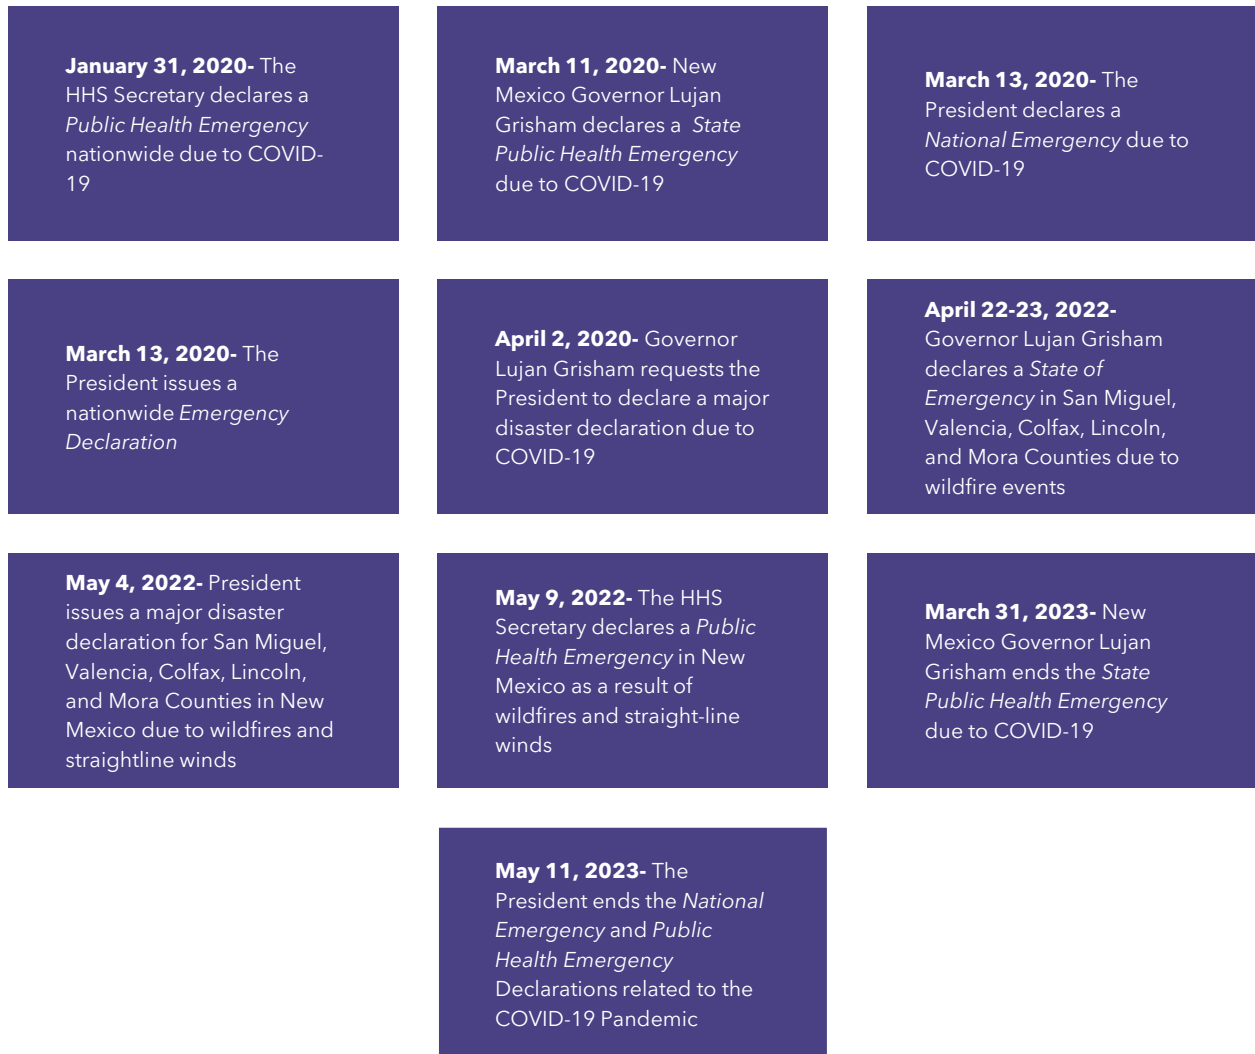 January 31, 2020- The
HHS Secretary declares a
Public Health Emergency
nationwide due to COVID-
19
March 11, 2020- New
Mexico Governor Lujan
Grisham declares a  State
Public Health Emergency
due to COVID-19
March 13, 2020- The
President declares a
National Emergency due to
COVID-19
March 13, 2020- The
President issues a
nationwide Emergency
Declaration
April 2, 2020- Governor
Lujan Grisham requests the
President to declare a major
disaster declaration due to
COVID-19
April 22-23, 2022-
Governor Lujan Grisham
declares a State of
Emergency in San Miguel,
Valencia, Colfax, Lincoln,
and Mora Counties due to
wildfire events
May 4, 2022- President
issues a major disaster
declaration for San Miguel,
Valencia, Colfax, Lincoln,
and Mora Counties in New
Mexico due to wildfires and
straightline winds
May 9, 2022- The HHS
Secretary declares a Public
Health Emergency in New
Mexico as a result of
wildfires and straight-line
winds
March 31, 2023- New
Mexico Governor Lujan
Grisham ends the State
Public Health Emergency
due to COVID-19
May 11, 2023- The
President ends the National
Emergency and Public
Health Emergency
Declarations related to the
COVID-19 Pandemic